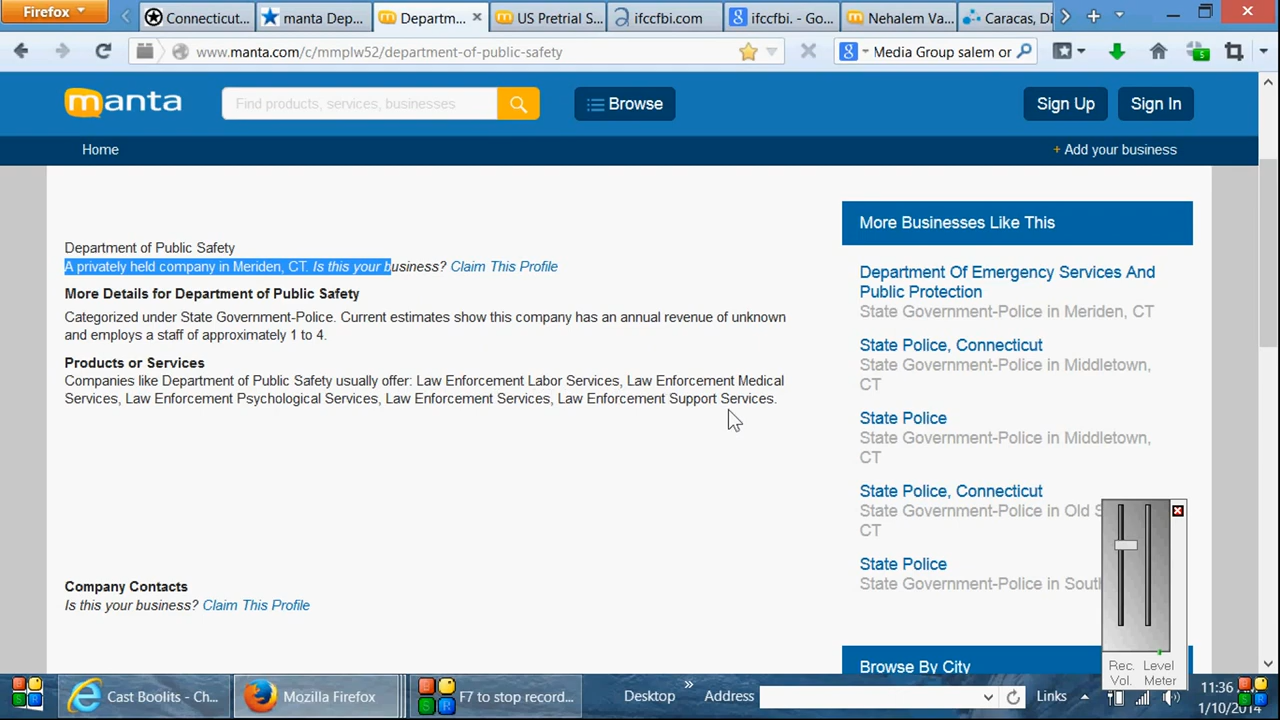 Firefox
Connecticut...
manta Dep...
Departm...
US Pretrial S...
ifccfbi.com
ifccfbi. - Go...
Nehalem Va...
Caracas, Di
www.manta.com/c/mmplw52/department-of-public-safety
Media Group salem or
manta
Find products, services, businesses
Browse
Sign Up
Sign In
Home
+ Add your business
Department of Public Safety
A privately held company in Meriden, CT. Is this your business? Claim This Profile
More Details for Department of Public Safety
Categorized under State Government-Police. Current estimates show this company has an annual revenue of unknown
and employs a staff of approximately 1 to 4.
Products or Services
Companies like Department of Public Safety usually offer: Law Enforcement Labor Services, Law Enforcement Medical
Services, Law Enforcement Psychological Services, Law Enforcement Services, Law Enforcement Support Services.
Company Contacts
Is this your business? Claim This Profile
More Businesses Like This
Department Of Emergency Services And
Public Protection
State Government-Police in Meriden, CT
State Police, Connecticut
State Government-Police in Middletown,
CT
State Police
State Government-Police in Middletown,
CT
State Police, Connecticut
State Government-Police in Old S
CT
State Police
State Government-Police in Sout
Browse By City
Rec. Level
Vol. Meter
Cast Boolits - Ch...
Mozilla Firefox
F7 to stop record...
Desktop
Address
Links
11:36 A
1/10/2014